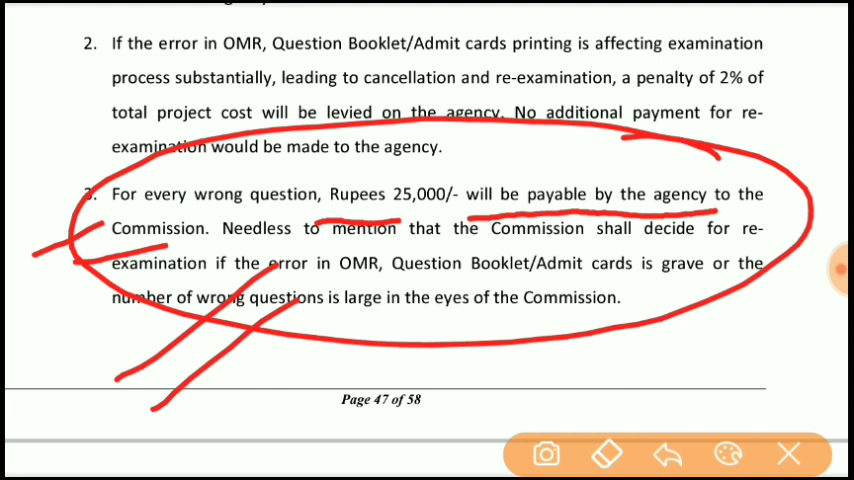 2. If the error in OMR, Question Booklet/Admit cards printing is affecting examination
process substantially, leading to cancellation and re-examination, a penalty of 2% of
total project cost will be levied on the agency. No additional payment for re-
examination would be made to the agency.
3. For every wrong question, Rupees 25,000/- will be payable by the agency to the
Commission. Needless to mention that the Commission shall decide for re-
examination if the error in OMR, Question Booklet/Admit cards is grave or the
number of wrong questions is large in the eyes of the Commission.
Page 47 of 58